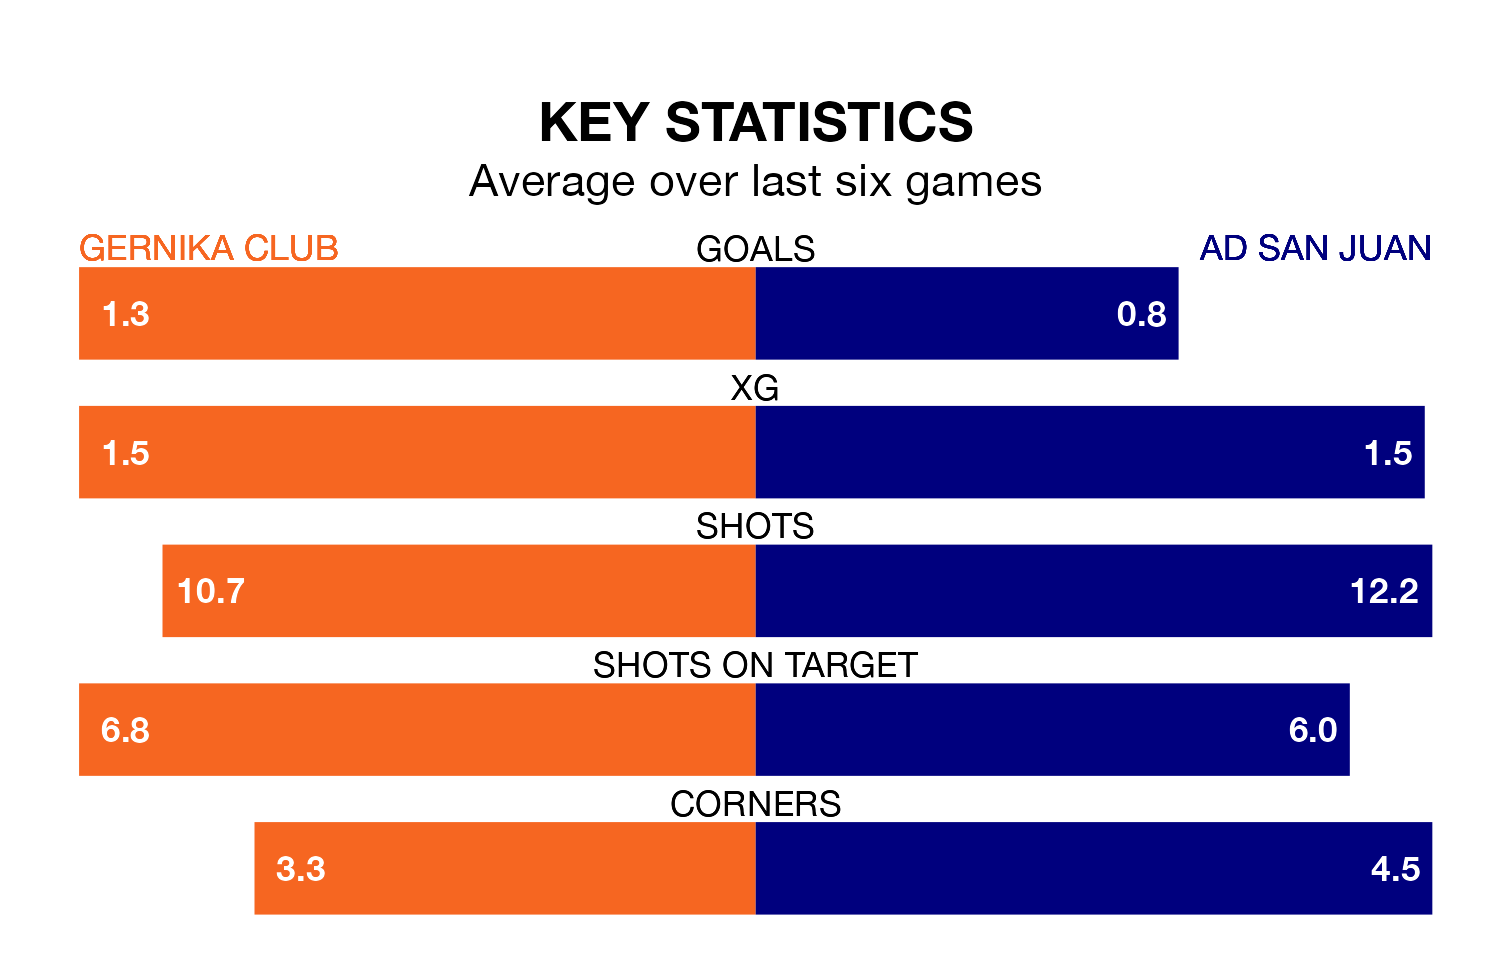 KEY STATISTICS
Average over last six games
GERNIKA CLUB GOALS AD SAN JUAN
1.3 0.8
XG
1.5 1.5
SHOTS
10.7 12.2
SHOTS ON TARGET
6.8 6.0
CORNERS
3.3 4.5